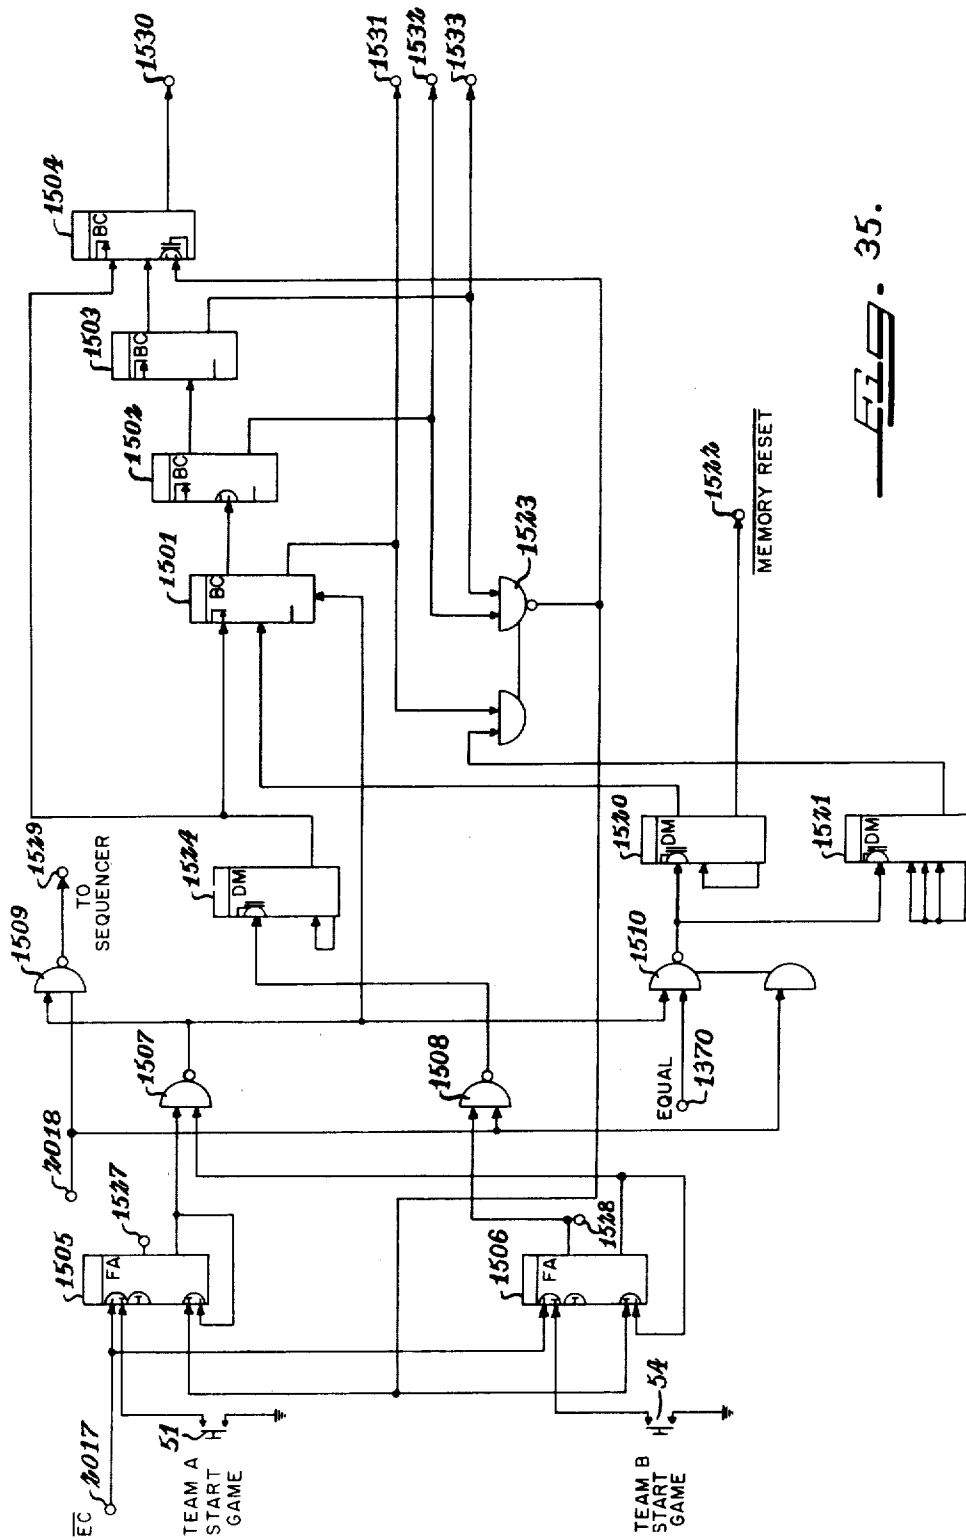 1504
BC
1530
1503
BC
1502
BC
1501
BC
1531
1532
1533
1509
1529
TO
SEQUENCER
1524
DM
1523
1522
MEMORY RESET
1520
DM
1521
DM
1510
1507
1508
EQUAL
1370
2018
1505
FA
1527
1506
FA
1528
EC
2017
51
TEAM A
START
GAME
54
TEAM B
START
GAME
Fig. 35.